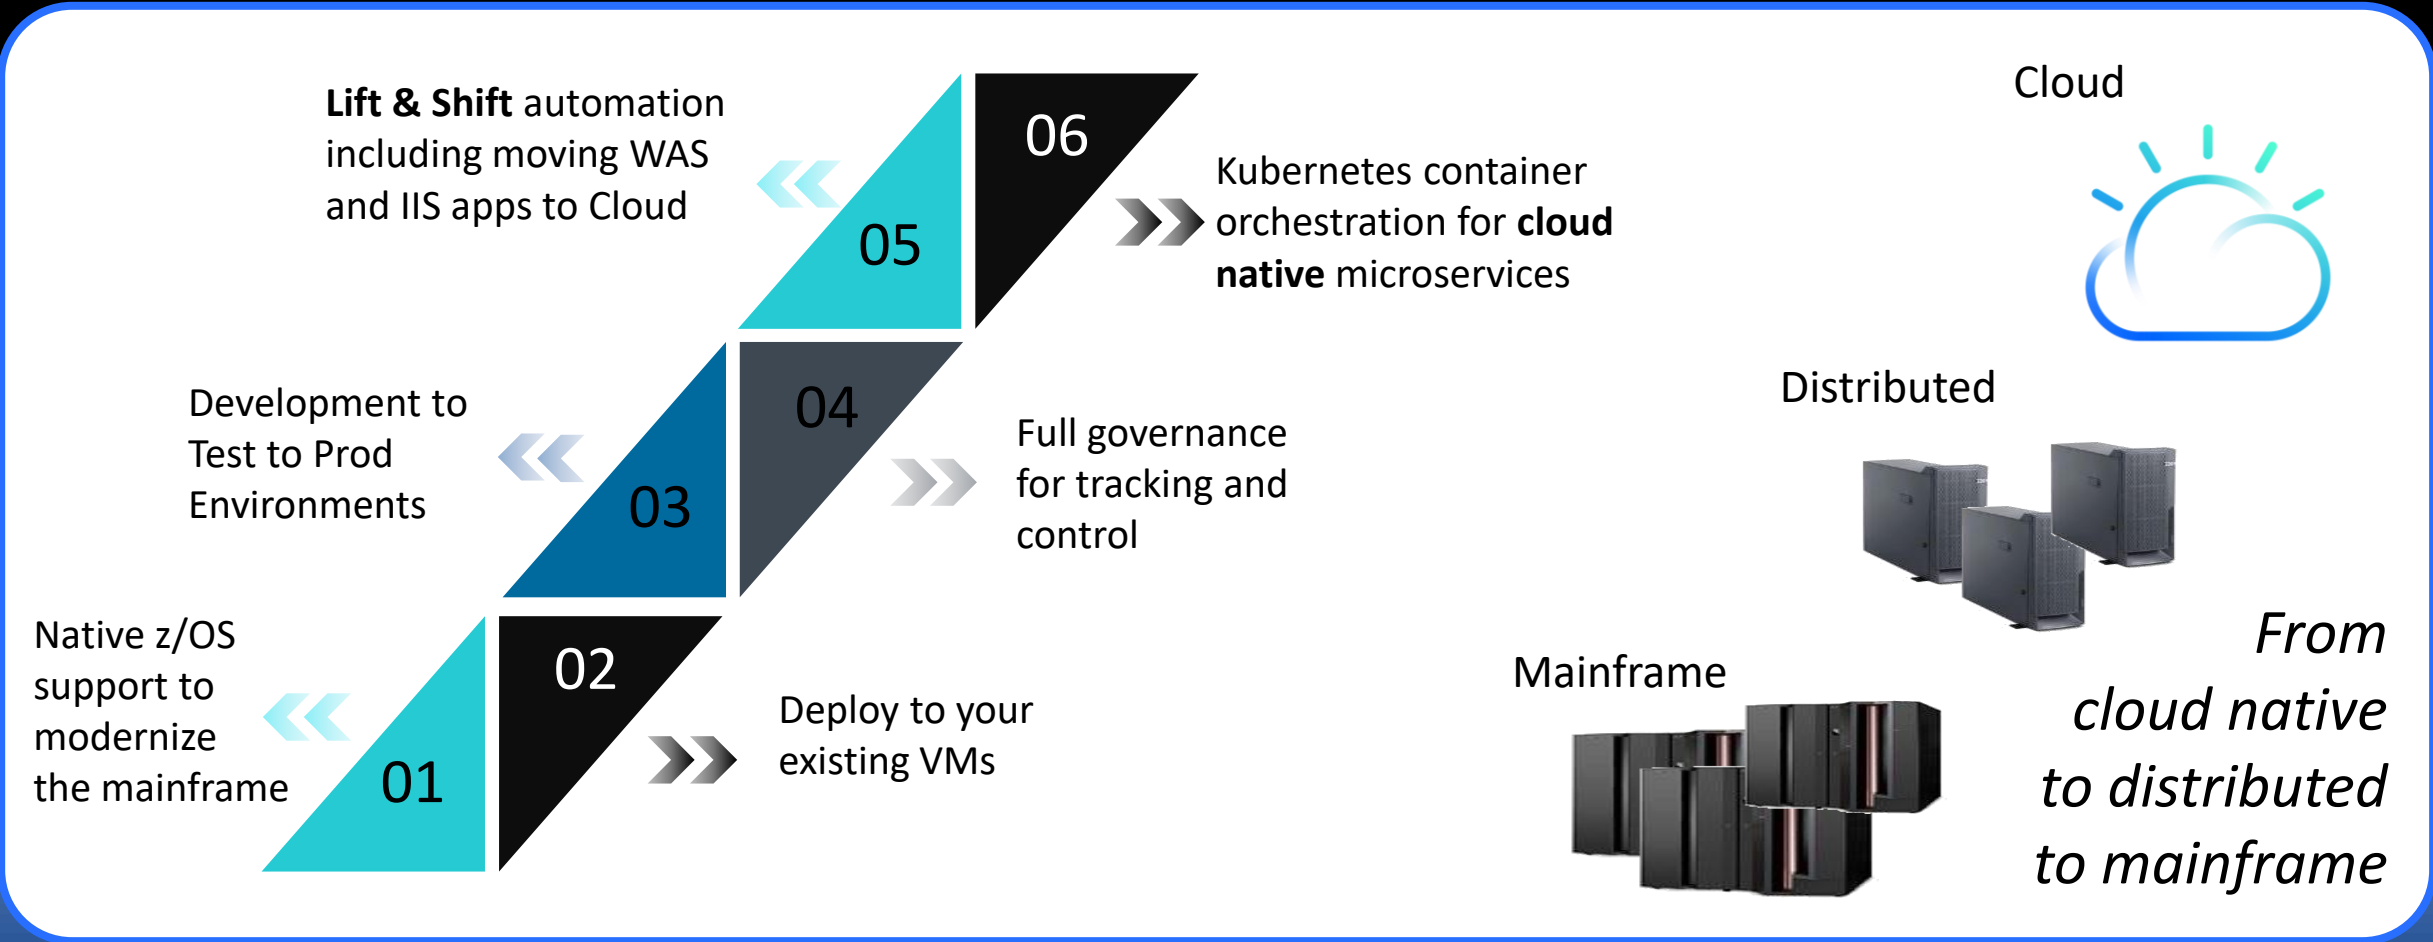 Lift & Shift automation
including moving WAS
and IIS apps to Cloud
05
06
Kubernetes container
orchestration for cloud
native microservices
Development to
Test to Prod
Environments
03
04
Full governance
for tracking and
control
Native z/OS
support to
modernize
the mainframe
01
02
Deploy to your
existing VMs
Cloud
Distributed
Mainframe
From
cloud native
to distributed
to mainframe